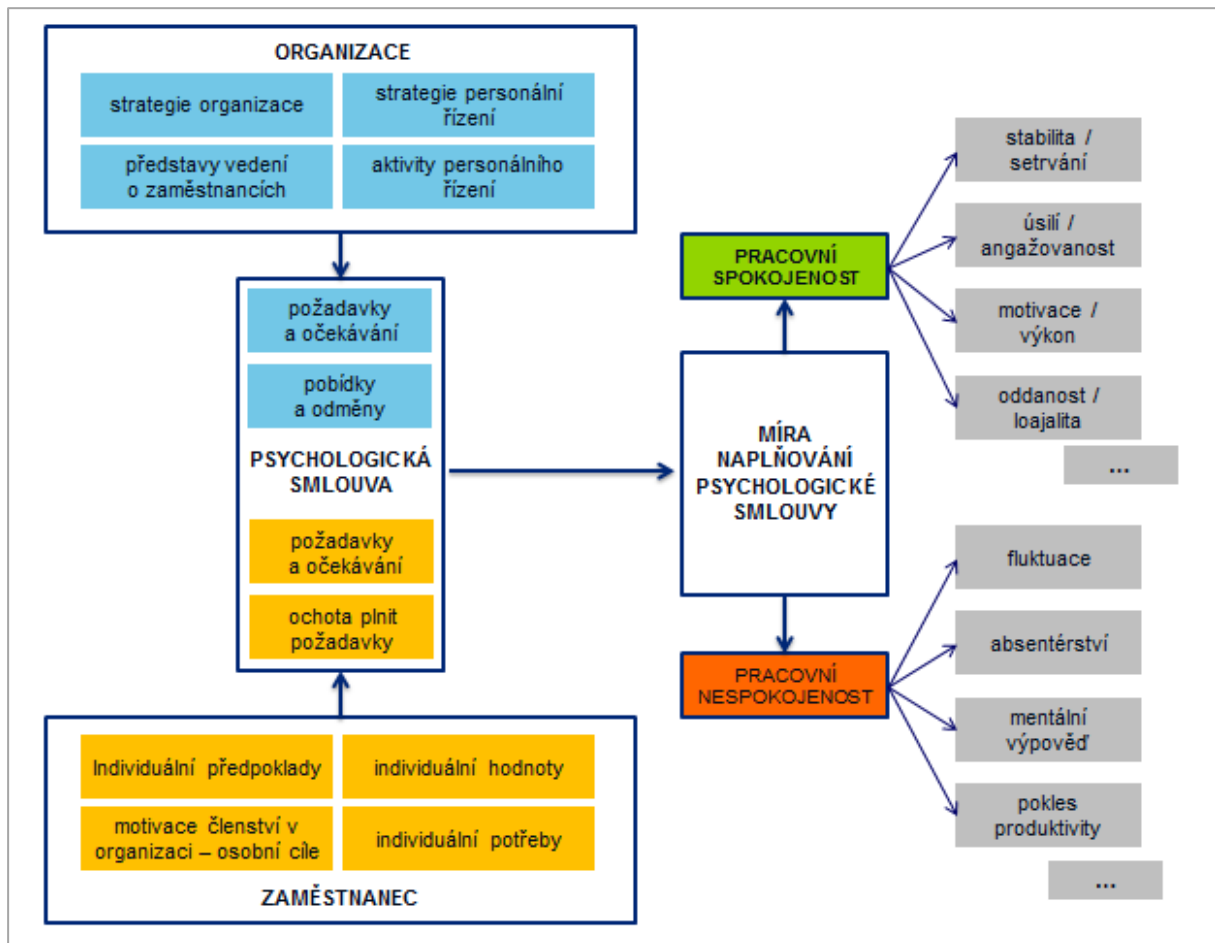 ORGANIZACE
strategie organizace
strategie personální
řízení
představy vedení
o zaměstnancích
aktivity personálního
řízení
požadavky
a očekávání
pobídky
a odměny
PSYCHOLOGICKÁ
SMLOUVA
požadavky
a očekávání
ochota plnit
požadavky
Individuální předpoklady
individuální hodnoty
motivace členství v
organizaci – osobní cíle
individuální potřeby
ZAMĚSTNANEC
MÍRA
NAPLŇOVÁNÍ
PSYCHOLOGICKÉ
SMLOUVY
PRACOVNÍ
SPOKOJENOST
stabilita /
setrvání
úsilí /
angažovanost
motivace /
výkon
oddanost /
loajalita
...
PRACOVNÍ
NESPOKOJENOST
fluktuace
absentérství
mentální
výpověď
pokles
produktivity
...